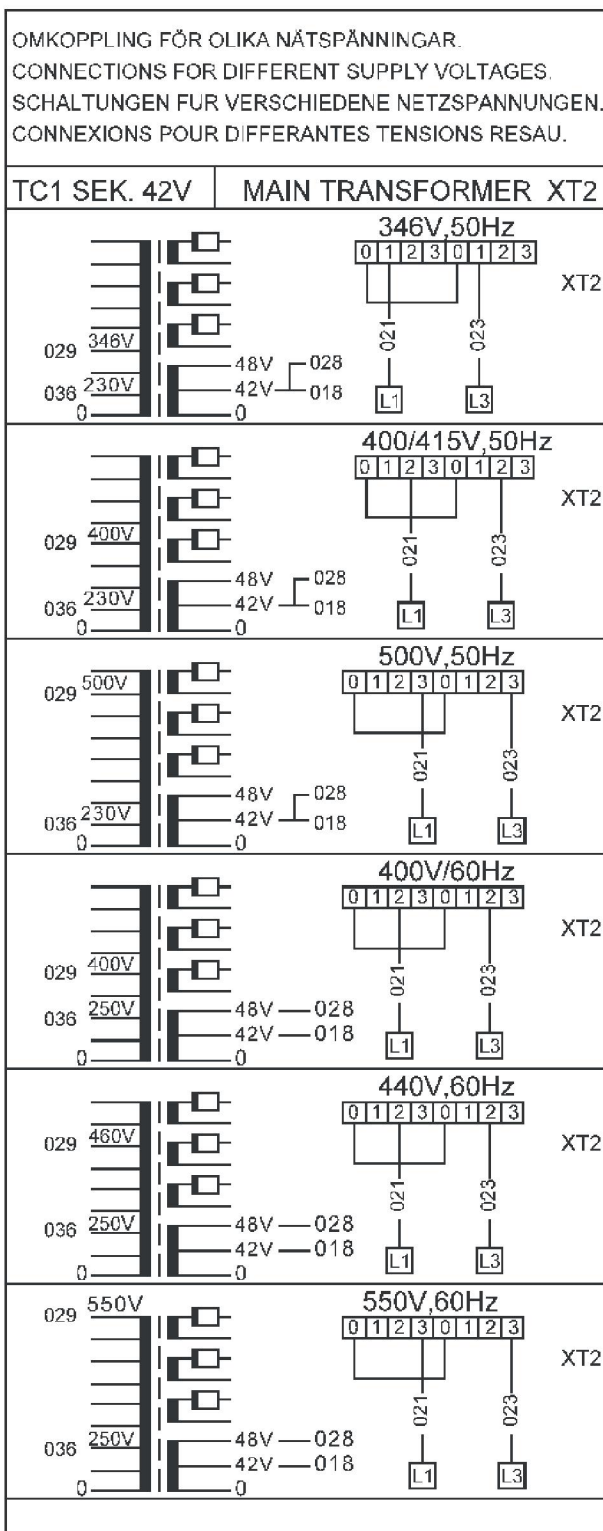 OMKOPPLING FÖR OLIKA NÄTSPÄNNINGAR.
CONNECTIONS FOR DIFFERENT SUPPLY VOLTAGES.
SCHALTUNGEN FUR VERSCHIEDENE NETZSPANNUNGEN.
CONNEXIONS POUR DIFFERANTES TENSIONS RESAU.
TC1 SEK. 42V MAIN TRANSFORMER XT2
346V,50Hz
0 1 2 3 0 1 2 3
XT2
029 346V
021 023
48V 028
036 230V 42V 018
L1 L3
0 0
400/415V,50Hz
0 1 2 3 0 1 2 3
XT2
029 400V
021 023
48V 028
036 230V 42V 018
L1 L3
0 0
500V,50Hz
0 1 2 3 0 1 2 3
029 500V
XT2
021 023
48V 028
036 230V 42V 018
L1 L3
0 0
400V/60Hz
0 1 2 3 0 1 2 3
XT2
029 400V
021 023
036 250V 48V 028
42V 018
L1 L3
0 0
440V,60Hz
0 1 2 3 0 1 2 3
029 460V
XT2
021 023
036 250V 48V 028
42V 018
L1 L3
0 0
029 550V 550V,60Hz
0 1 2 3 0 1 2 3
XT2
021 023
036 250V 48V 028
42V 018
L1 L3
0 0